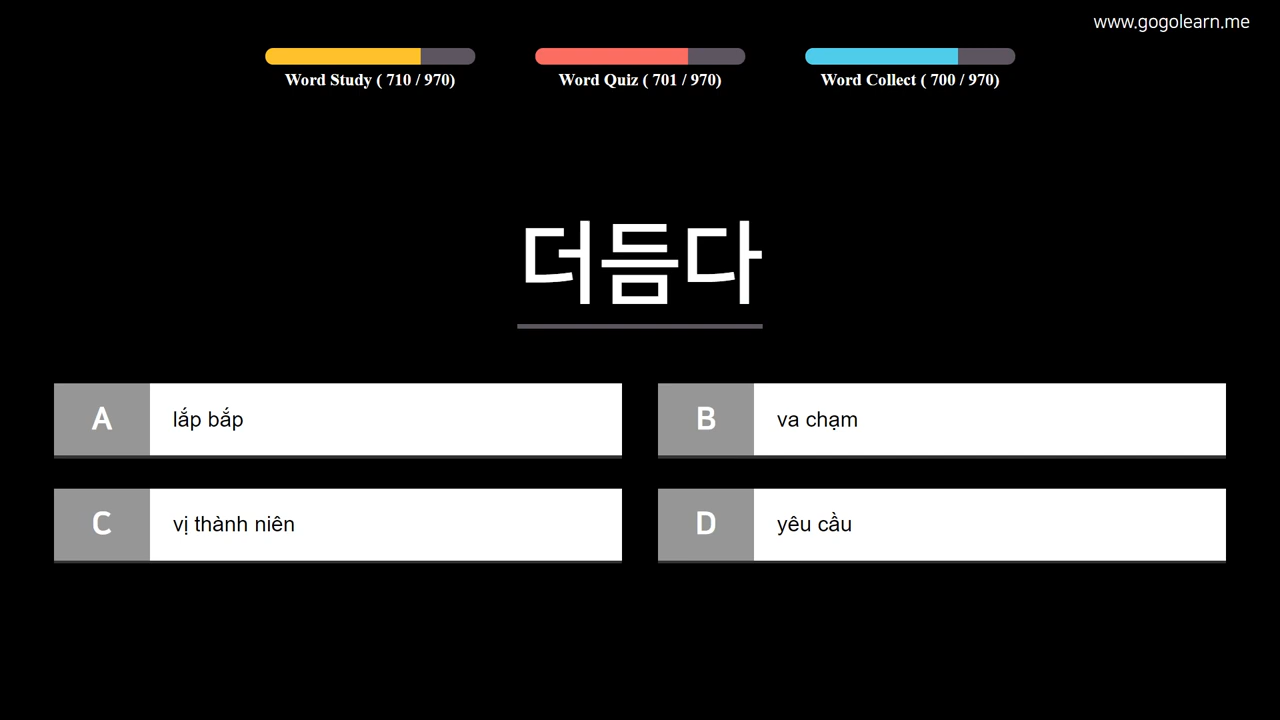 www.gogolearn.me
Word Study ( 710 / 970)
Word Quiz ( 701 / 970)
Word Collect ( 700 / 970)
더듬다
A lắp bắp
B va chạm
C vị thành niên
D yêu cầu